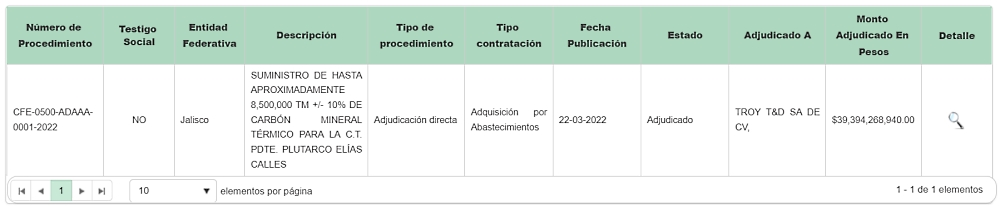 Número de Procedimiento
Testigo Social
Entidad Federativa
Descripción
Tipo de procedimiento
Tipo contratación
Fecha Publicación
Estado
Adjudicado A
Monto Adjudicado En Pesos
Detalle
CFE-0500-ADAAA-
0001-2022
NO
Jalisco
SUMINISTRO DE HASTA
APROXIMADAMENTE
8,500,000 TM +/- 10% DE
CARBÓN MINERAL
TÉRMICO PARA LA C.T.
PDTE. PLUTARCO ELÍAS
CALLES
Adjudicación directa
Adquisición por
Abastecimientos
22-03-2022
Adjudicado
TROY T&D SA DE
CV,
$39,394,268,940.00
1
10
elementos por página
1 - 1 de 1 elementos